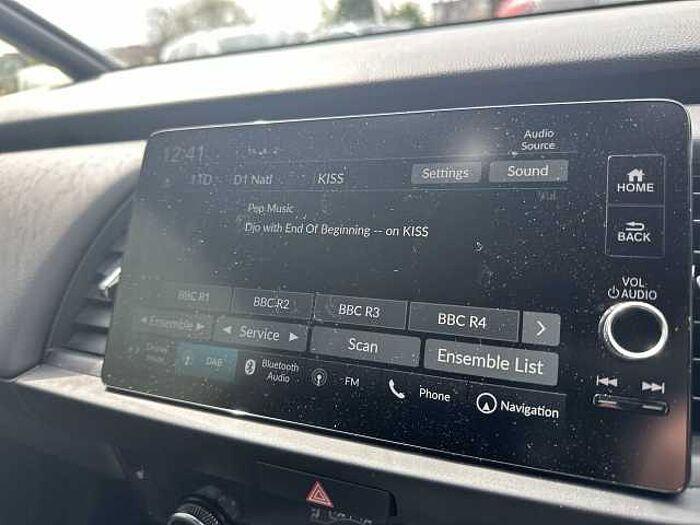 12:41
Audio
Source
D1 Natl KISS Settings Sound
Pop Music
Djo with End Of Beginning -- on KISS
HOME
BACK
VOL
AUDIO
BBC R1 BBC R2 BBC R3 BBC R4
Ensemble Service Scan Ensemble List
DAB Bluetooth
Audio FM Phone Navigation